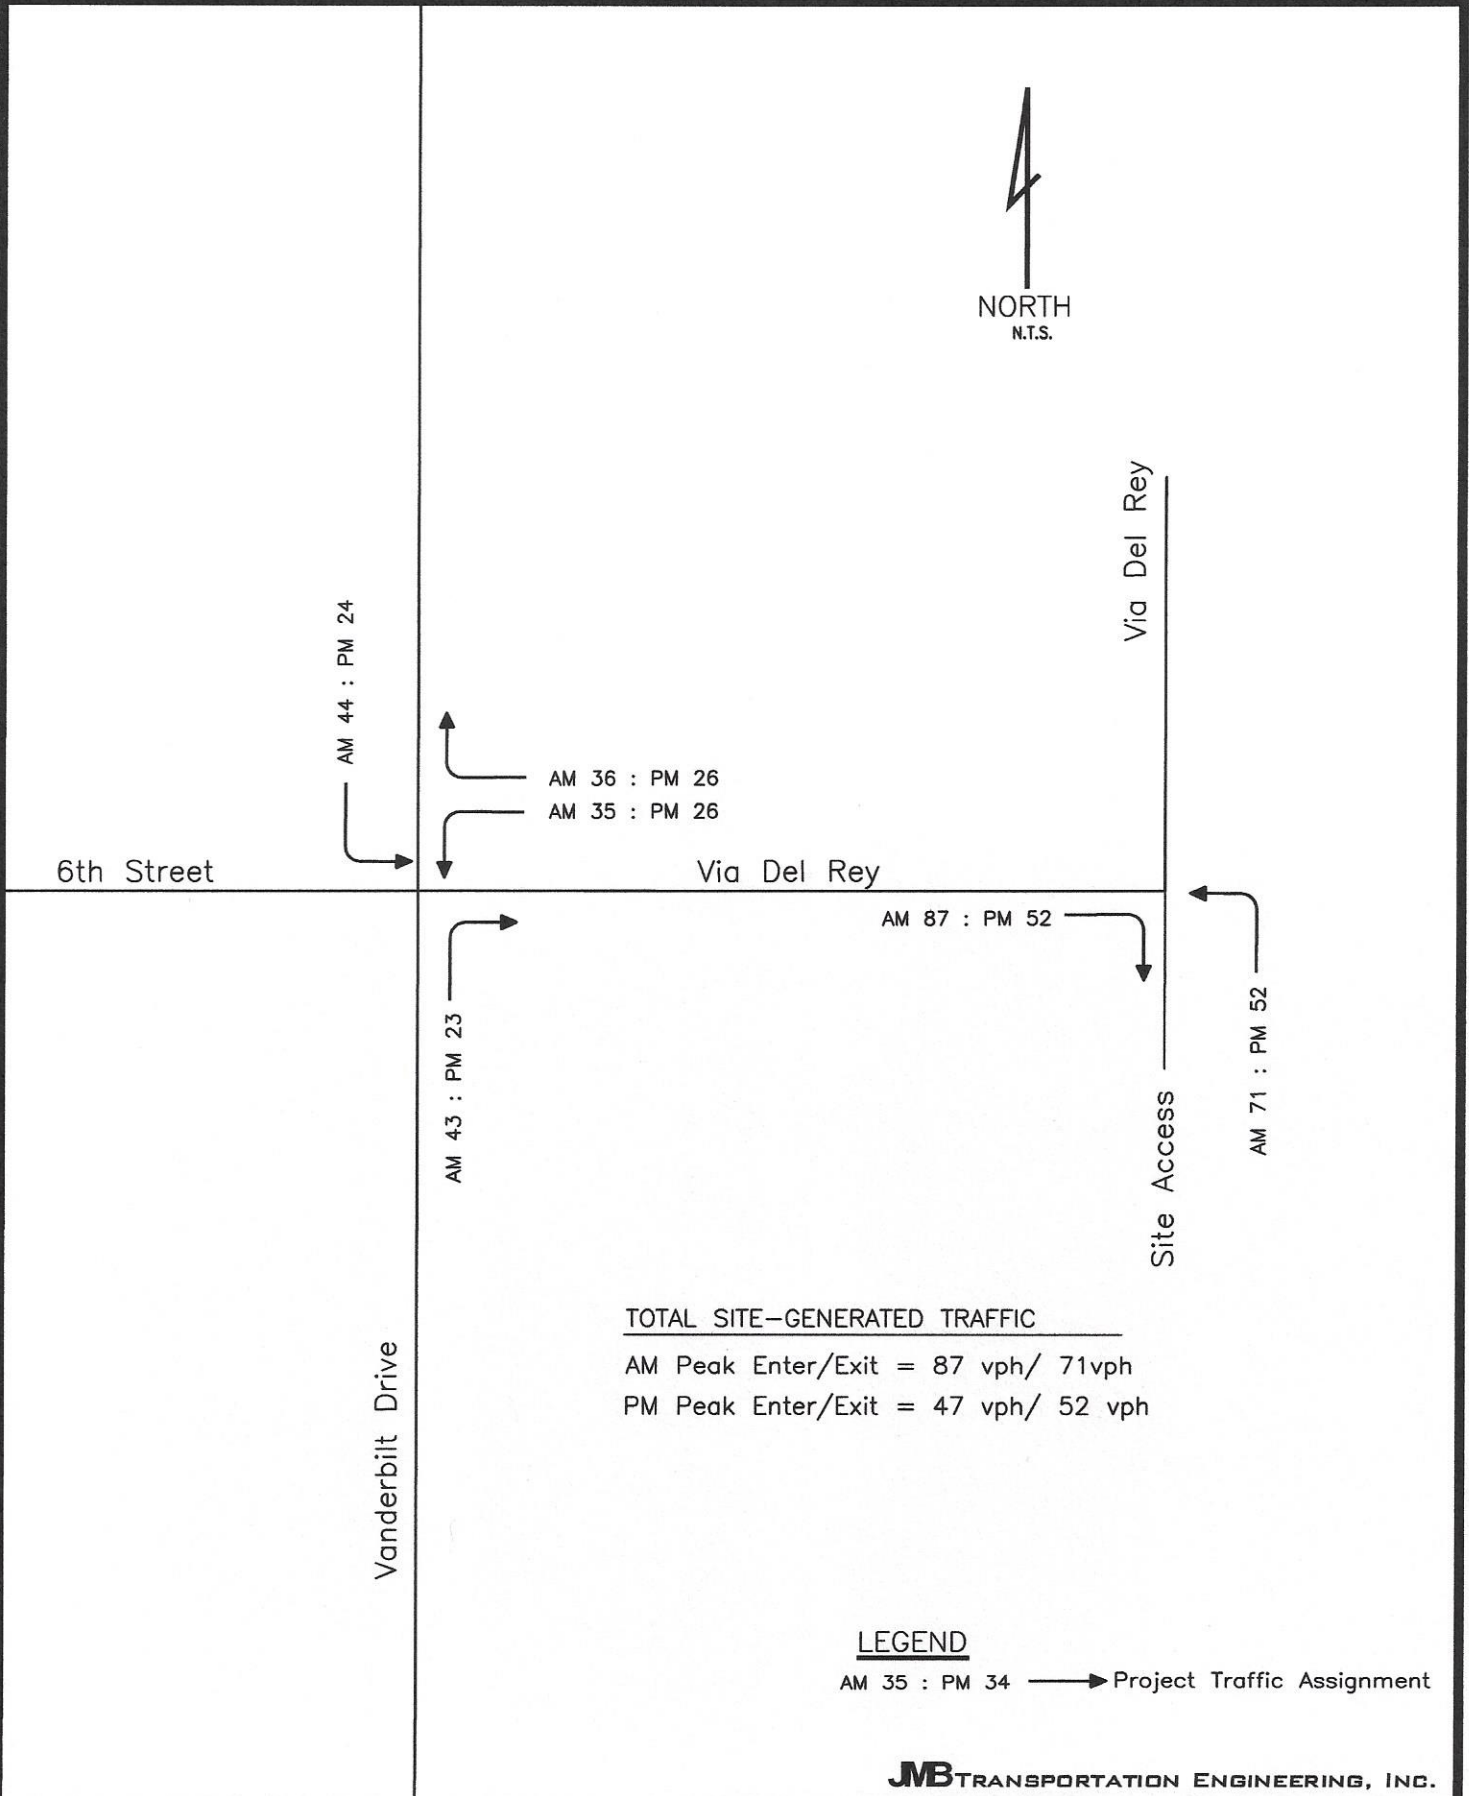 NORTH
N.T.S.
Via Del Rey
AM 44 : PM 24
AM 36 : PM 26
AM 35 : PM 26
6th Street
Via Del Rey
AM 87 : PM 52
AM 43 : PM 23
AM 71 : PM 52
Site Access
TOTAL SITE-GENERATED TRAFFIC
AM Peak Enter/Exit = 87 vph/ 71vph
PM Peak Enter/Exit = 47 vph/ 52 vph
Vanderbilt Drive
LEGEND
AM 35 : PM 34 Project Traffic Assignment
JMB TRANSPORTATION ENGINEERING, INC.